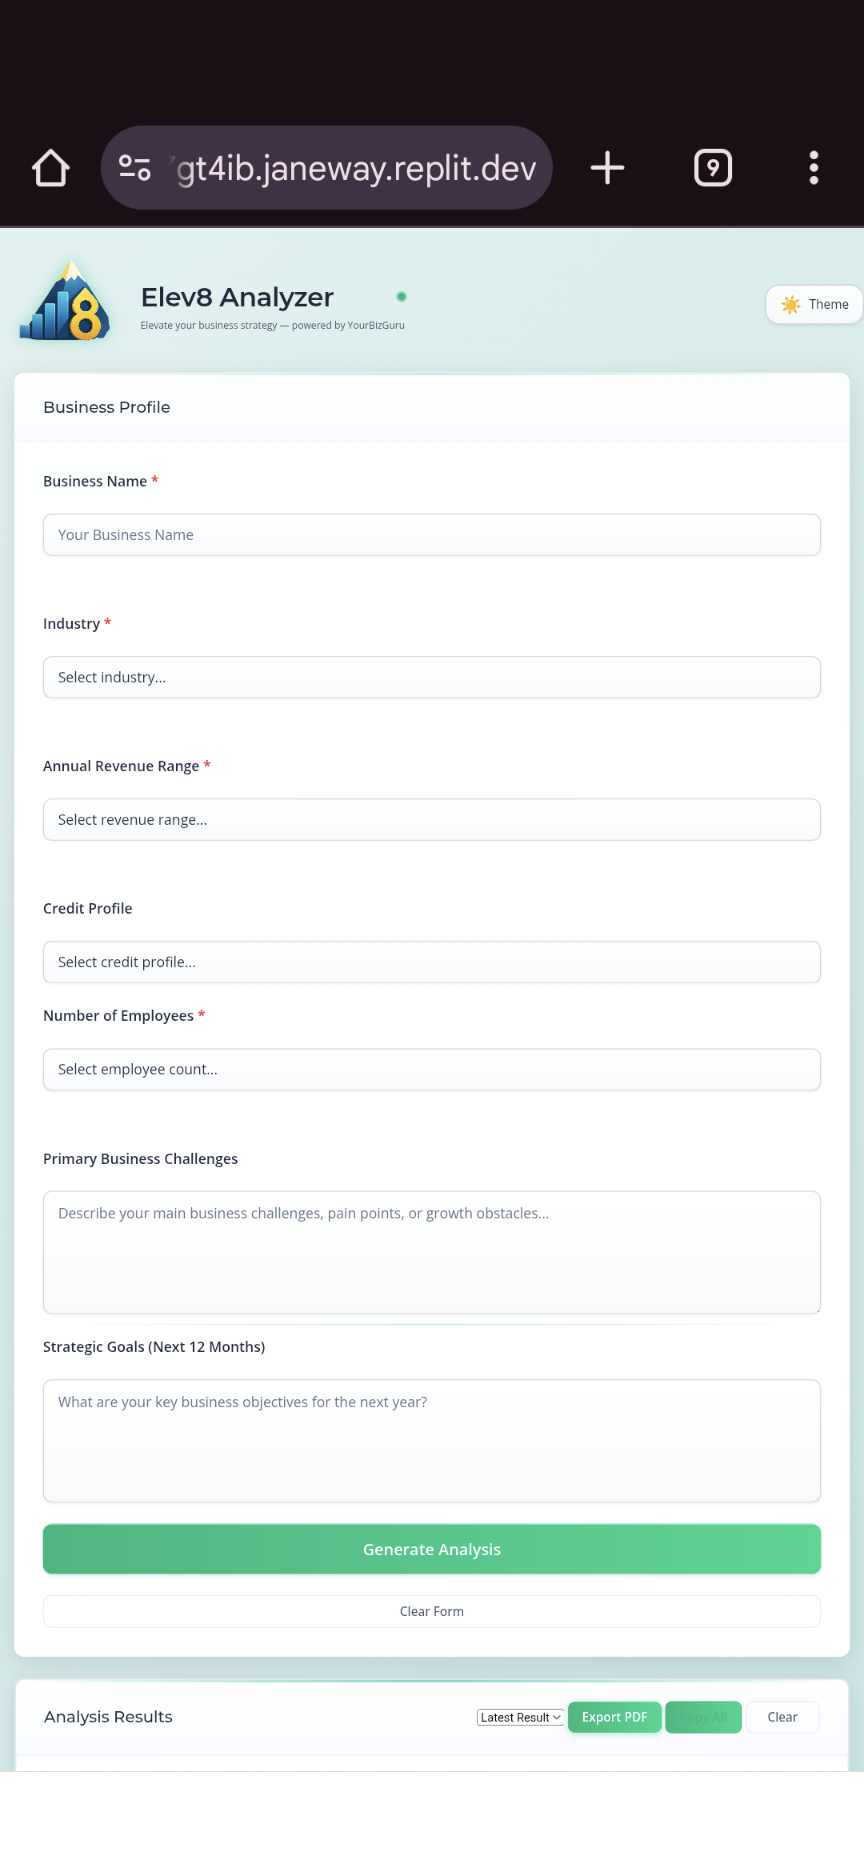 gt4ib.janeway.replit.dev
9
8
Elev8 Analyzer
Elevate your business strategy — powered by YourBizGuru
Theme
Business Profile
Business Name *
Your Business Name
Industry *
Select industry...
Annual Revenue Range *
Select revenue range...
Credit Profile
Select credit profile...
Number of Employees *
Select employee count...
Primary Business Challenges
Describe your main business challenges, pain points, or growth obstacles...
Strategic Goals (Next 12 Months)
What are your key business objectives for the next year?
Generate Analysis
Clear Form
Analysis Results
Latest Result
Export PDF
Copy All
Clear